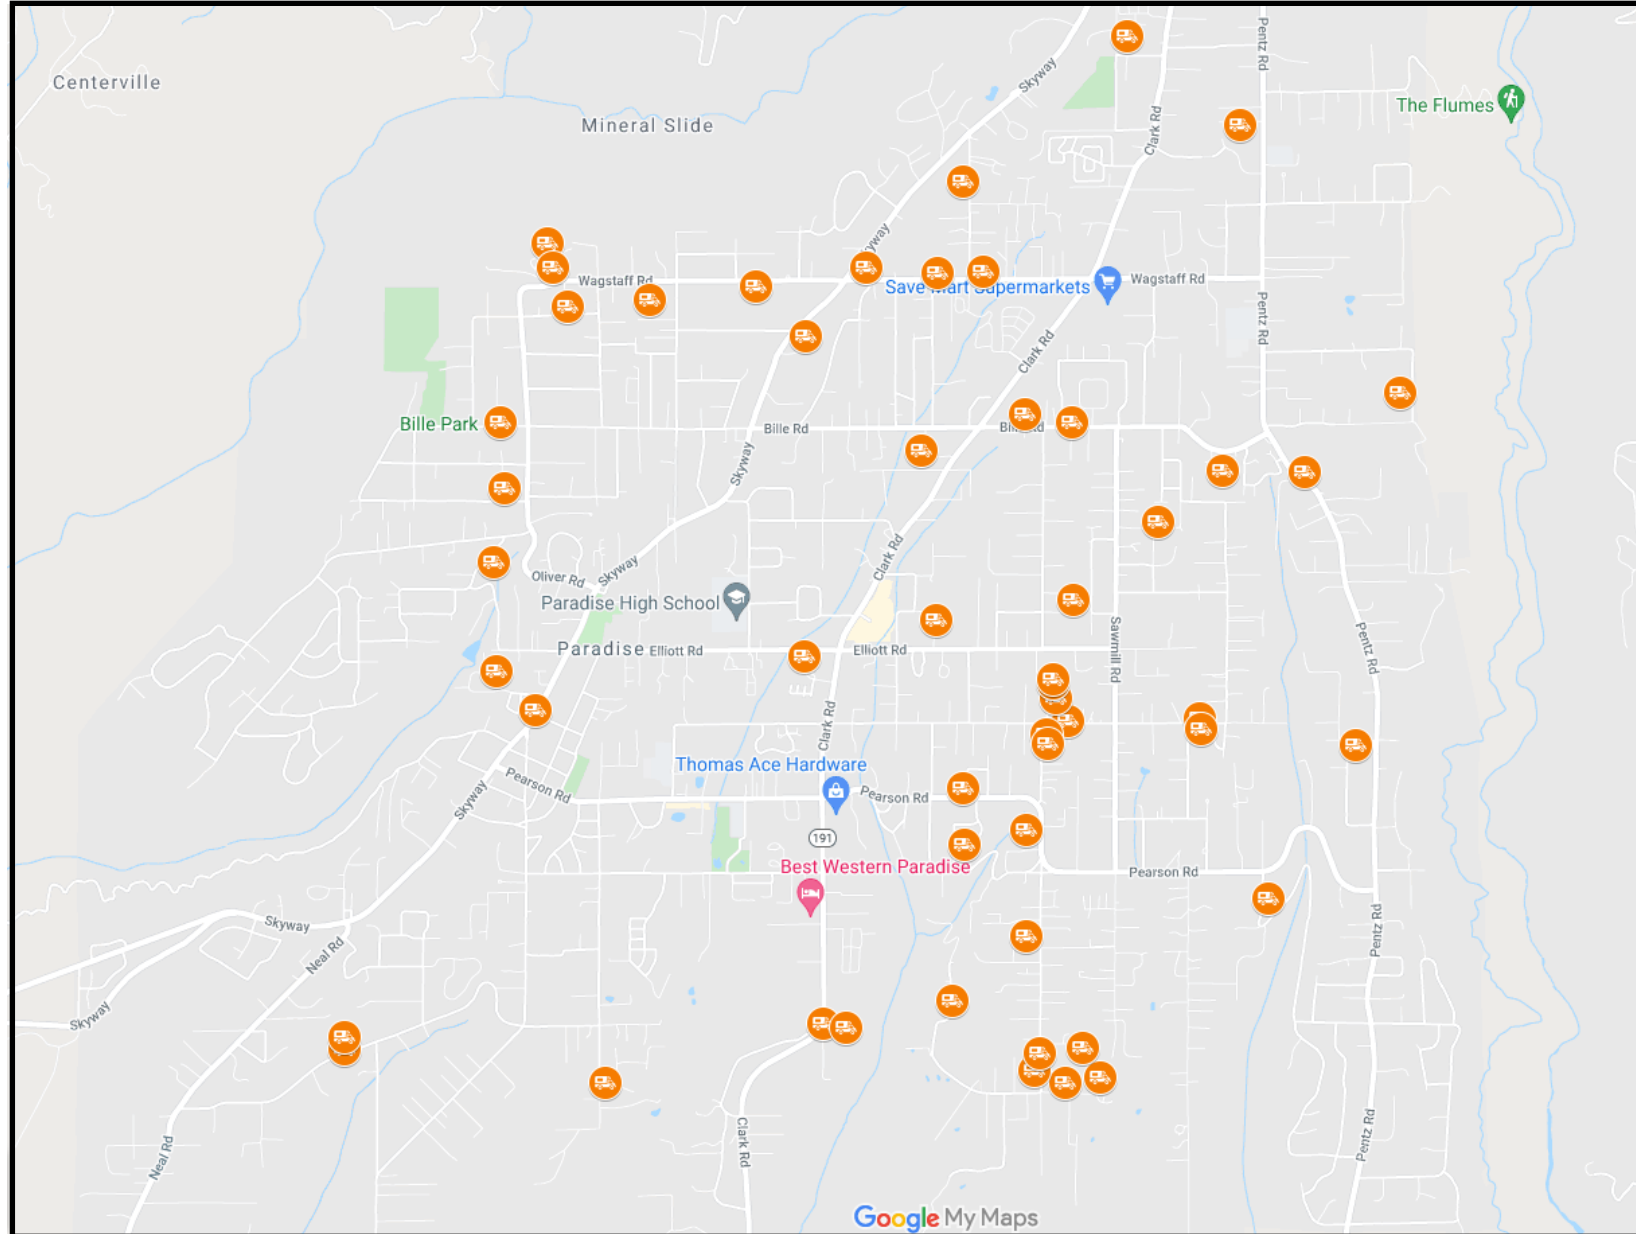 Pentz Rd
Skyway
Centerville
The Flumes
Mineral Slide
Clark Rd
Wagstaff Rd
Save Mart Supermarkets
Wagstaff Rd
Pentz Rd
Clark Rd
Bille Park
Bille Rd
Skyway
Clark Rd
Oliver Rd
Skyway
Paradise High School
Paradise
Elliott Rd
Elliott Rd
Sawmill Rd
Pentz Rd
Clark Rd
Thomas Ace Hardware
Pearson Rd
Pearson Rd
Skyway
191
Best Western Paradise
Pearson Rd
Skyway
Pentz Rd
Neal Rd
Skyway
Clark Rd
Pentz Rd
Neal Rd
Google My Maps